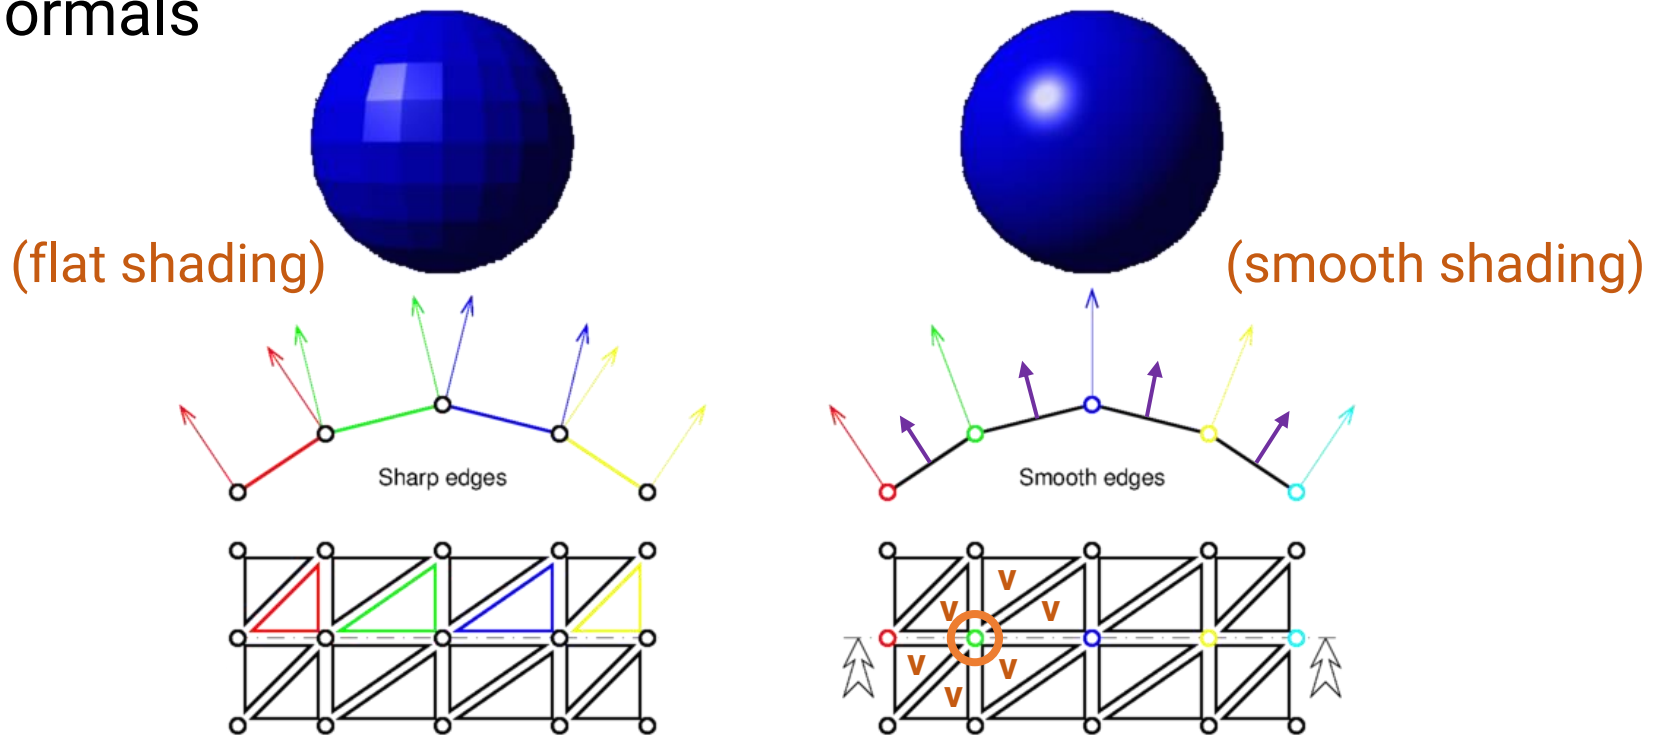 ormals
(flat shading)
(smooth shading)
Sharp edges
Smooth edges
v
v
v
v
v
v